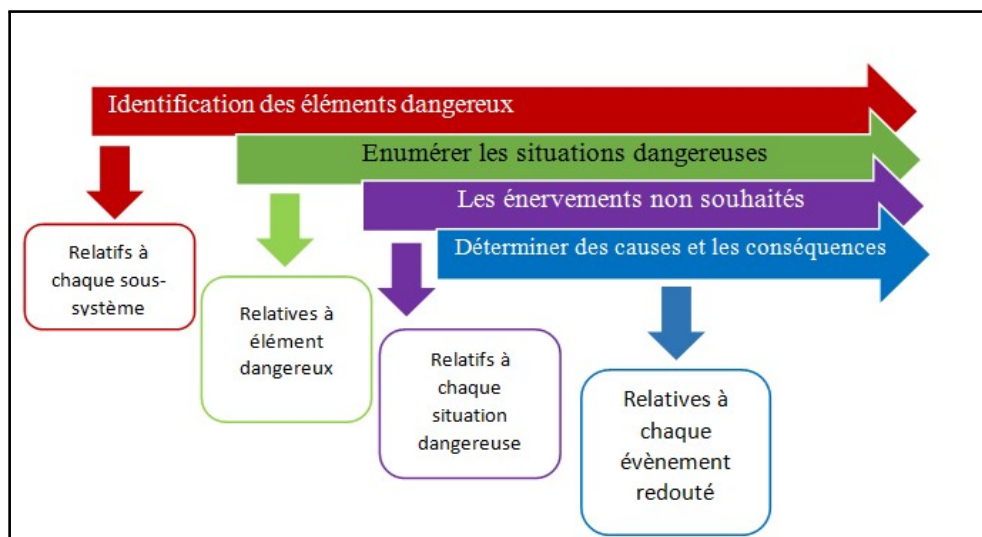 Identification des éléments dangereux
Enumérer les situations dangereuses
Les énervements non souhaités
Déterminer des causes et les conséquences
Relatifs à
chaque sous-
système
Relatives à
élément
dangereux
Relatifs à
chaque
situation
dangereuse
Relatives à
chaque
évènement
redouté